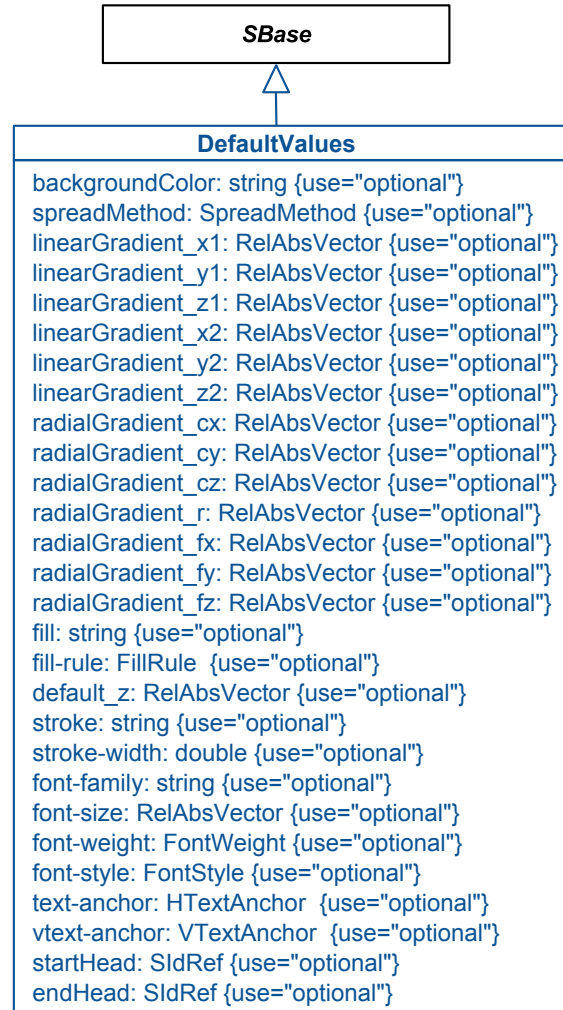 SBase
DefaultValues
backgroundColor: string {use="optional"}
spreadMethod: SpreadMethod {use="optional"}
linearGradient_x1: RelAbsVector {use="optional"}
linearGradient_y1: RelAbsVector {use="optional"}
linearGradient_z1: RelAbsVector {use="optional"}
linearGradient_x2: RelAbsVector {use="optional"}
linearGradient_y2: RelAbsVector {use="optional"}
linearGradient_z2: RelAbsVector {use="optional"}
radialGradient_cx: RelAbsVector {use="optional"}
radialGradient_cy: RelAbsVector {use="optional"}
radialGradient_cz: RelAbsVector {use="optional"}
radialGradient_r: RelAbsVector {use="optional"}
radialGradient_fx: RelAbsVector {use="optional"}
radialGradient_fy: RelAbsVector {use="optional"}
radialGradient_fz: RelAbsVector {use="optional"}
fill: string {use="optional"}
fill-rule: FillRule  {use="optional"}
default_z: RelAbsVector {use="optional"}
stroke: string {use="optional"}
stroke-width: double {use="optional"}
font-family: string {use="optional"}
font-size: RelAbsVector {use="optional"}
font-weight: FontWeight {use="optional"}
font-style: FontStyle {use="optional"}
text-anchor: HTextAnchor  {use="optional"}
vtext-anchor: VTextAnchor  {use="optional"}
startHead: SIdRef {use="optional"}
endHead: SIdRef {use="optional"}